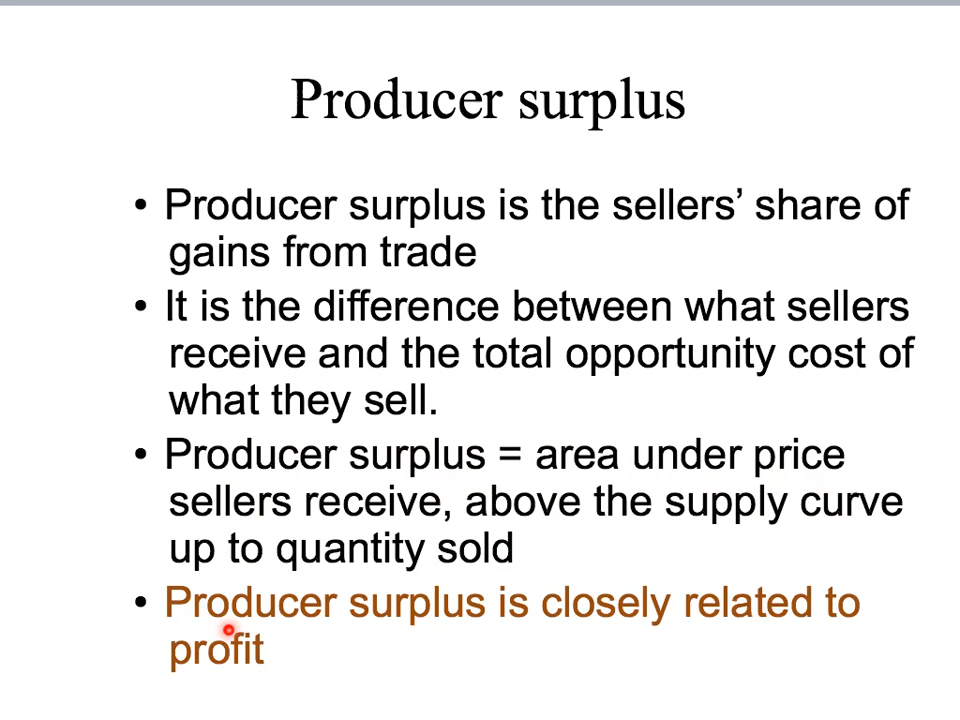 Producer surplus
• Producer surplus is the sellers’ share of
gains from trade
• It is the difference between what sellers
receive and the total opportunity cost of
what they sell.
• Producer surplus = area under price
sellers receive, above the supply curve
up to quantity sold
• Producer surplus is closely related to
profit